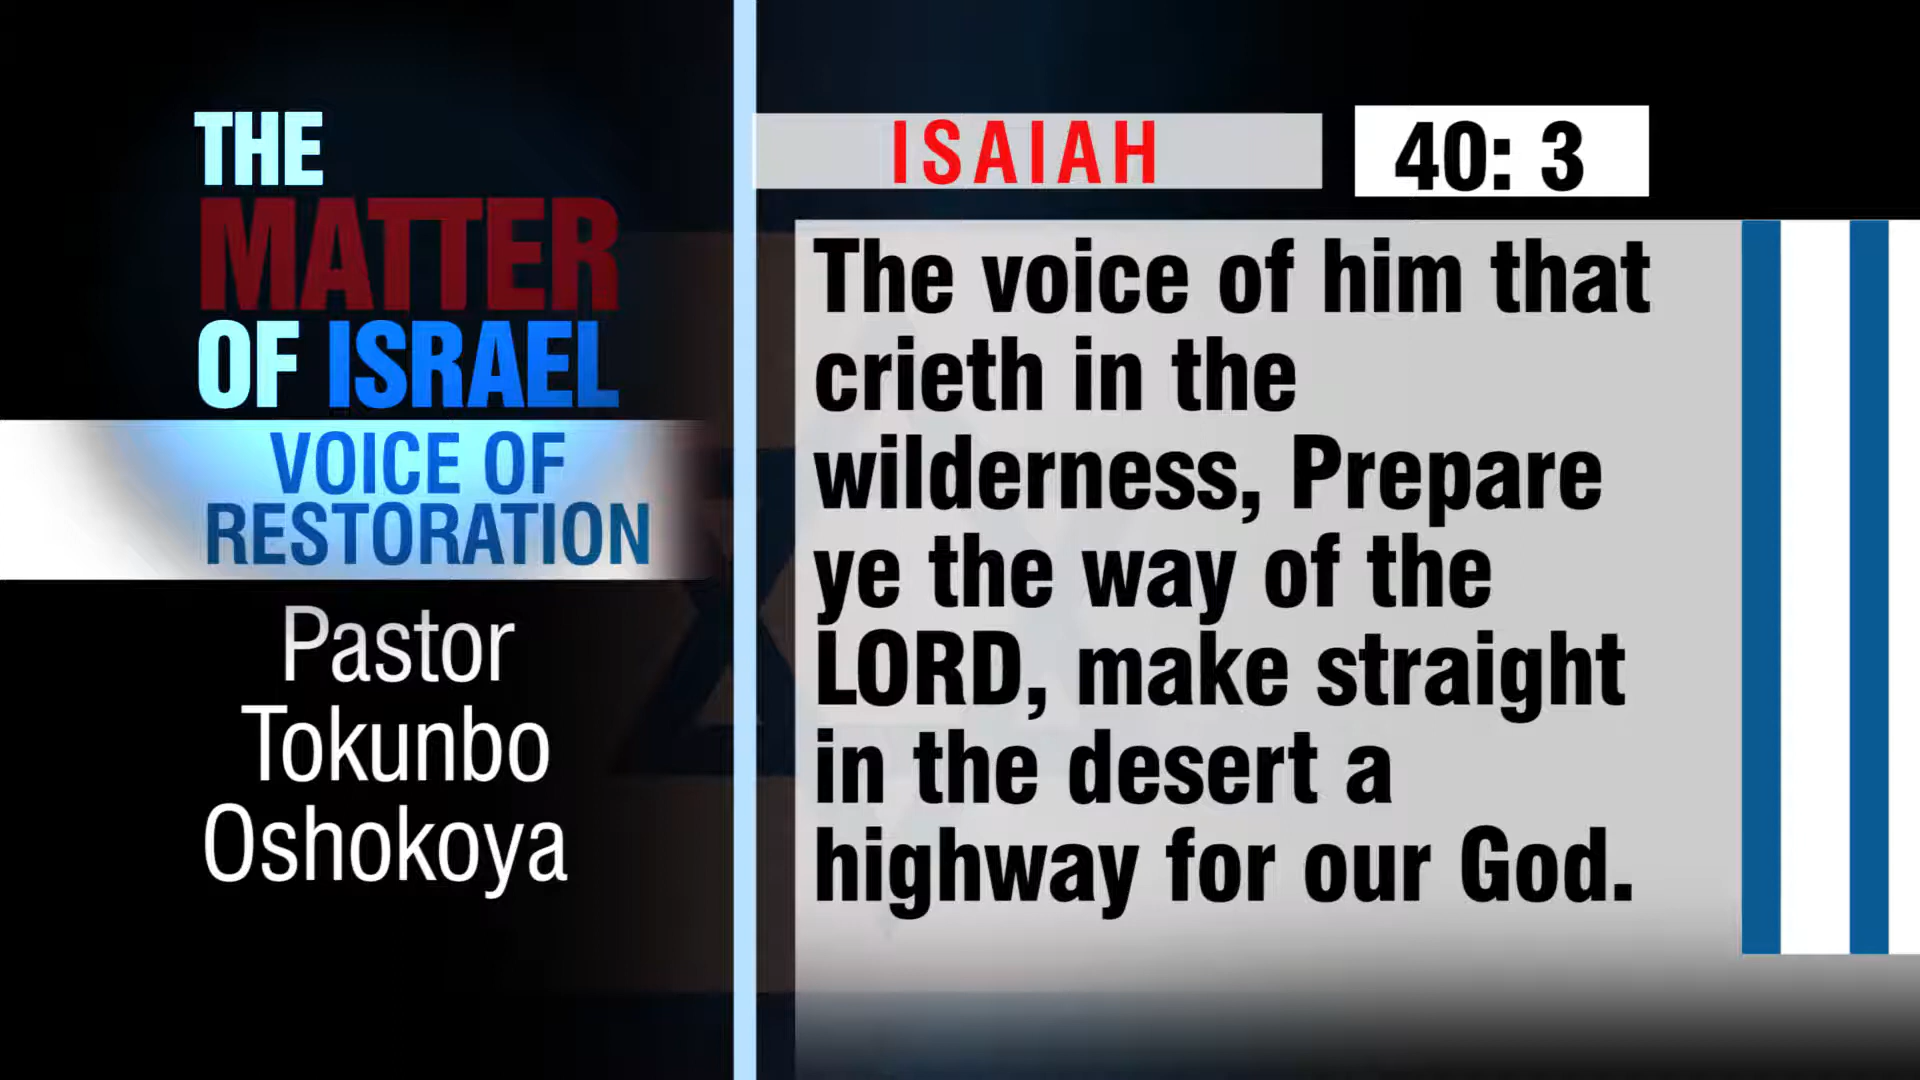 THE
MATTER
OF ISRAEL
VOICE OF
RESTORATION
Pastor
Tokunbo
Oshokoya
ISAIAH 40: 3
The voice of him that
crieth in the
wilderness, Prepare
ye the way of the
LORD, make straight
in the desert a
highway for our God.